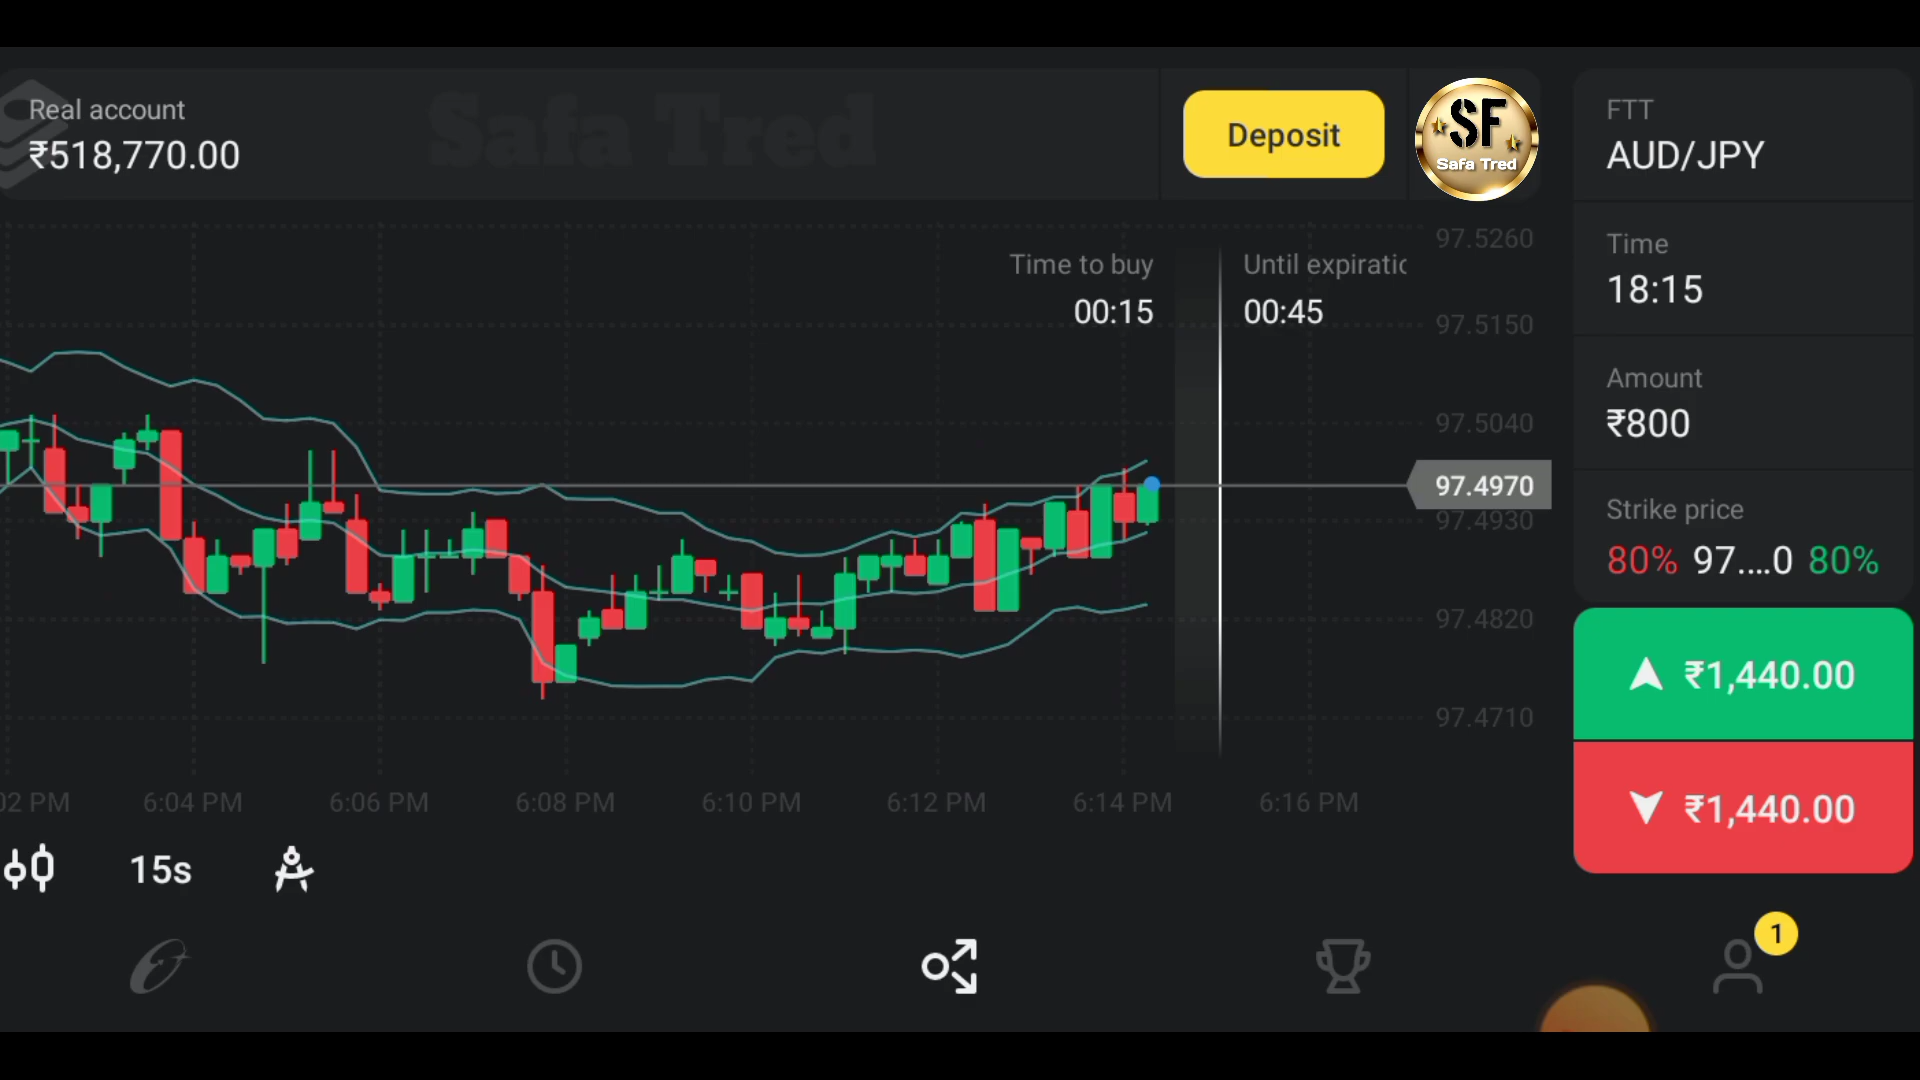 Real account
₹518,770.00
Safa Tred
Deposit
SF
Safa Tred
FTT
AUD/JPY
Time
18:15
Amount
₹800
Strike price
80% 97....0 80%
₹1,440.00
₹1,440.00
Time to buy
00:15
Until expiratic
00:45
97.5260
97.5150
97.5040
97.4970
97.4930
97.4820
97.4710
02 PM
6:04 PM
6:06 PM
6:08 PM
6:10 PM
6:12 PM
6:14 PM
6:16 PM
15s
1